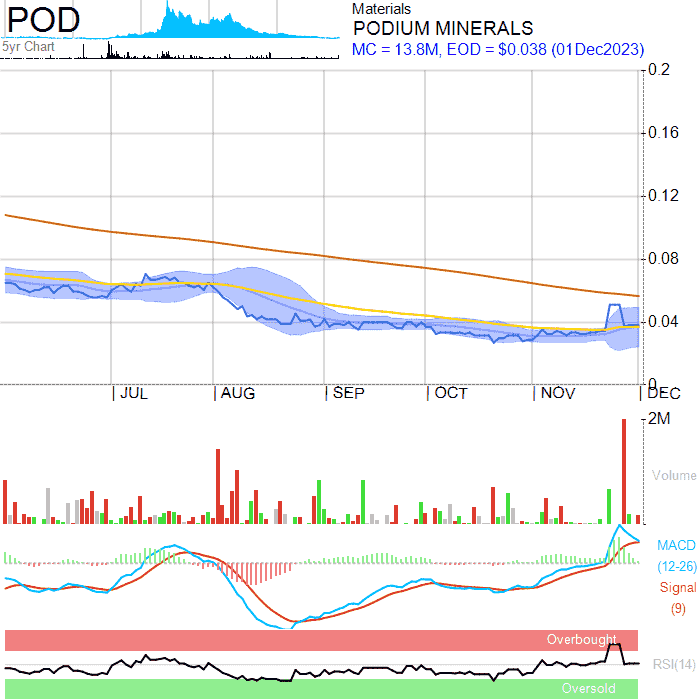 POD
5yr Chart
Materials
PODIUM MINERALS
MC = 13.8M, EOD = $0.038 (01Dec2023)
0.2
0.16
0.12
0.08
0.04
0
JUL
AUG
SEP
OCT
NOV
DEC
2M
Volume
MACD
(12-26)
Signal
(9)
Overbought
RSI(14)
Oversold